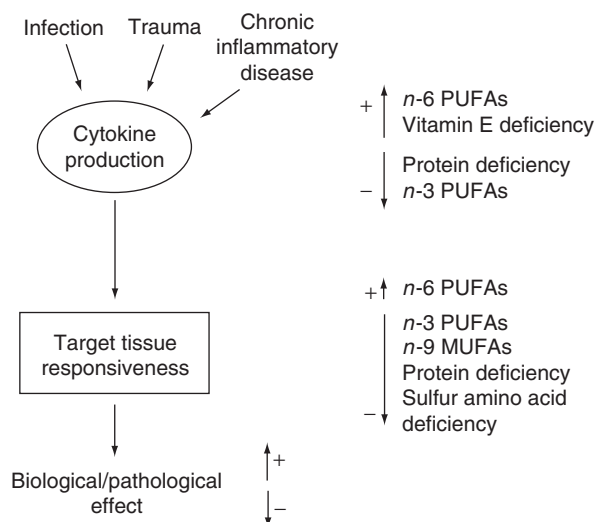 Infection
Trauma
Chronic
inflammatory
disease
Cytokine
production
+
n-6 PUFAs
Vitamin E deficiency
Protein deficiency
–
n-3 PUFAs
Target tissue
responsiveness
+
n-6 PUFAs
n-3 PUFAs
n-9 MUFAs
Protein deficiency
Sulfur amino acid
–
deficiency
Biological/pathological
effect
+
–